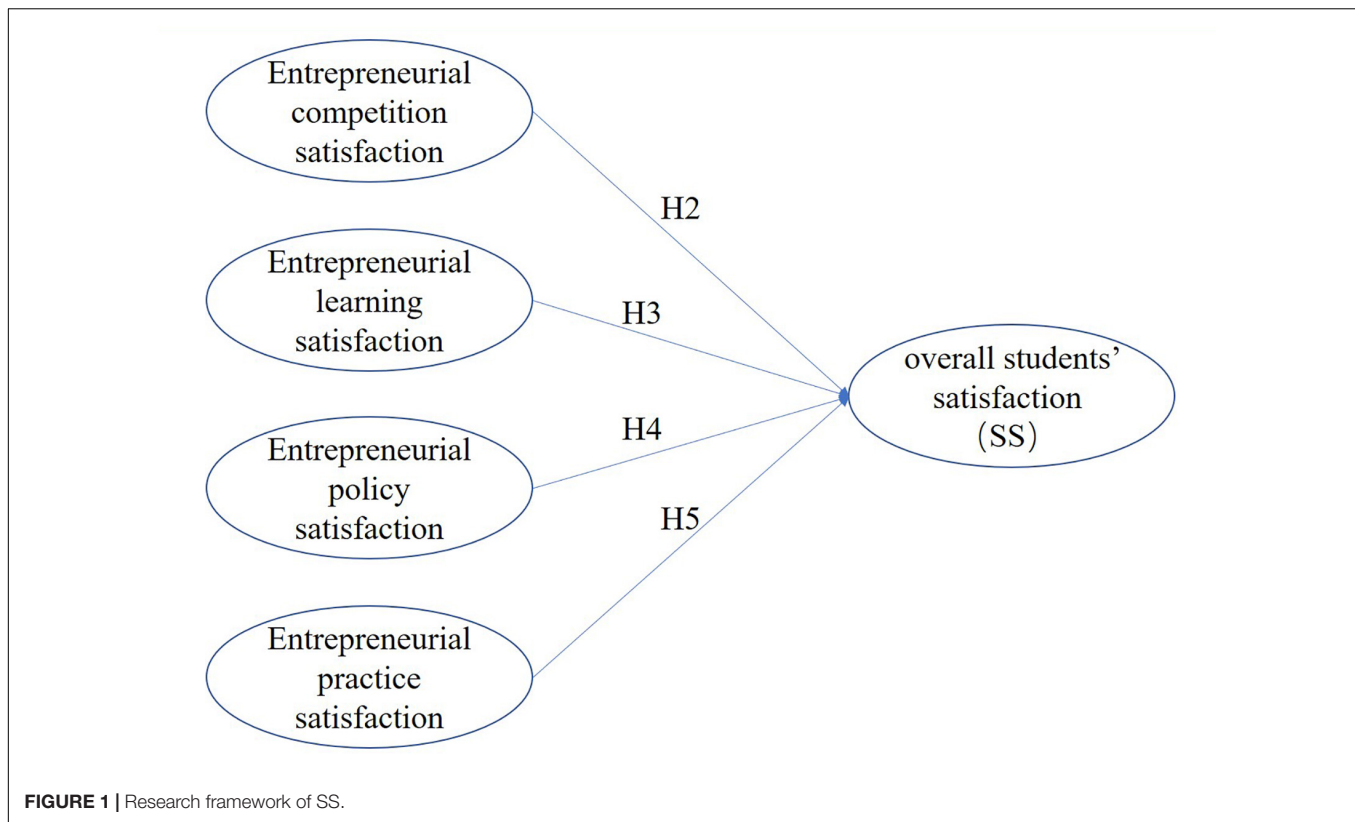 Entrepreneurial
competition
satisfaction
H2
Entrepreneurial
learning
satisfaction
H3
overall students’
satisfaction
（SS）
H4
Entrepreneurial
policy
satisfaction
H5
Entrepreneurial
practice
satisfaction
FIGURE 1 | Research framework of SS.